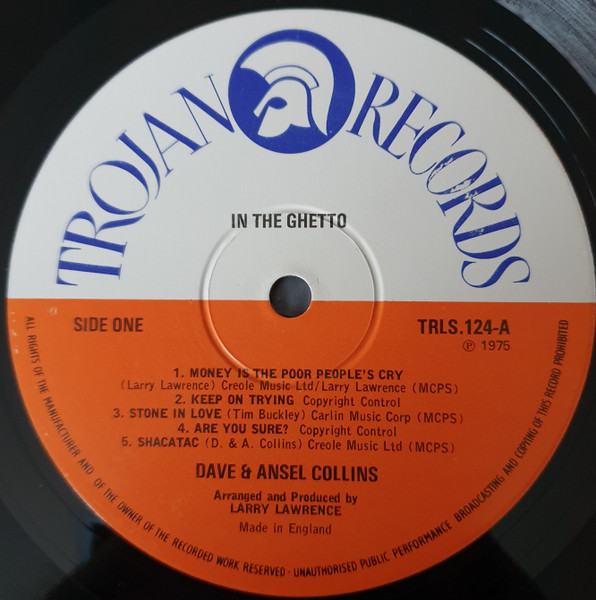 TROJAN RECORDS
IN THE GHETTO
SIDE ONE
TRLS.124-A
Ⓟ 1975
1. MONEY IS THE POOR PEOPLE'S CRY
(Larry Lawrence) Creole Music Ltd/Larry Lawrence (MCPS)
2. KEEP ON TRYING Copyright Control
3. STONE IN LOVE (Tim Buckley) Carlin Music Corp (MCPS)
4. ARE YOU SURE? Copyright Control
5. SHACATAC (D. & A. Collins) Creole Music Ltd (MCPS)
DAVE & ANSEL COLLINS
Arranged and Produced by
LARRY LAWRENCE
Made in England
ALL RIGHTS OF THE MANUFACTURER AND OF THE OWNER OF THE RECORDED WORK RESERVED · UNAUTHORISED PUBLIC PERFORMANCE BROADCASTING AND COPYING OF THIS RECORD PROHIBITED